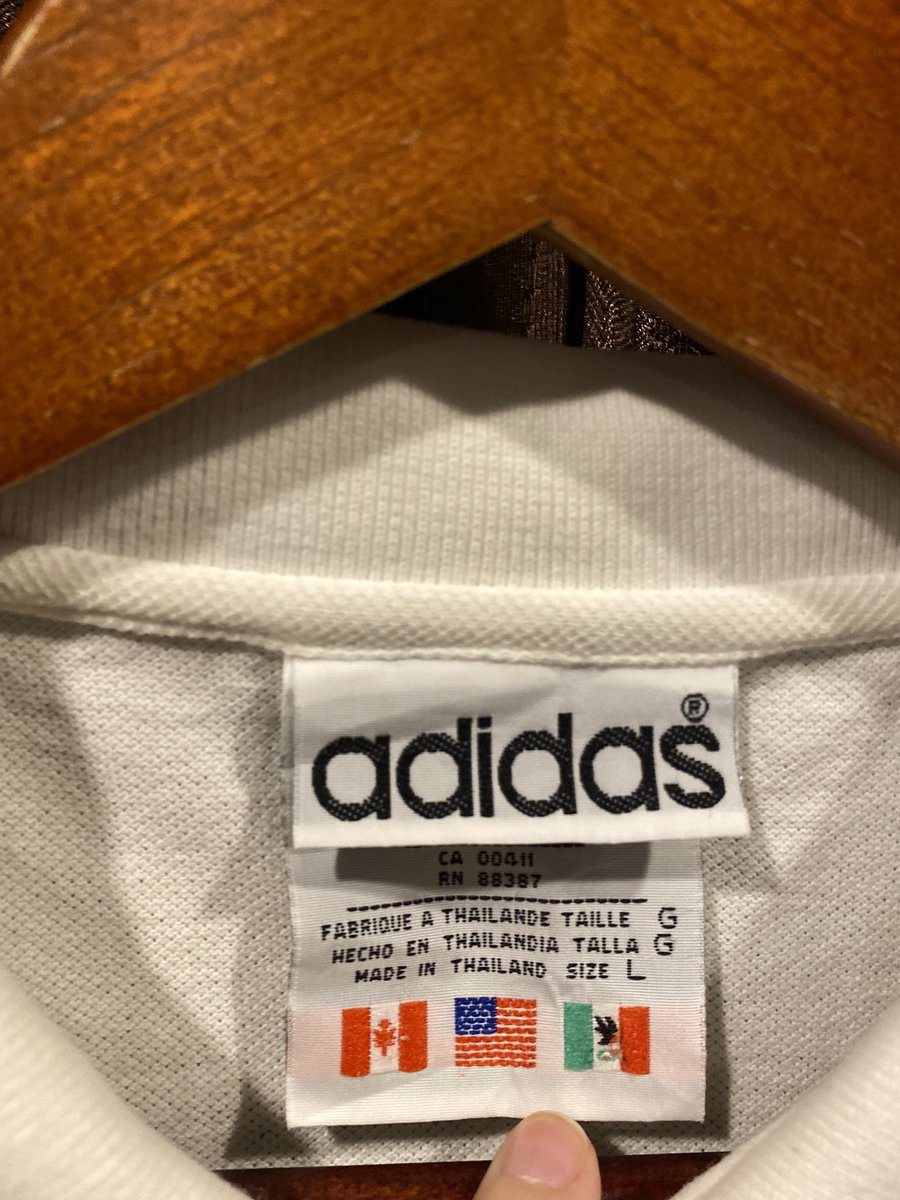 adidas®
CA 00411
RN 88387
FABRIQUE A THAILANDE TAILLE G
HECHO EN THAILANDIA TALLA G
MADE IN THAILAND SIZE L